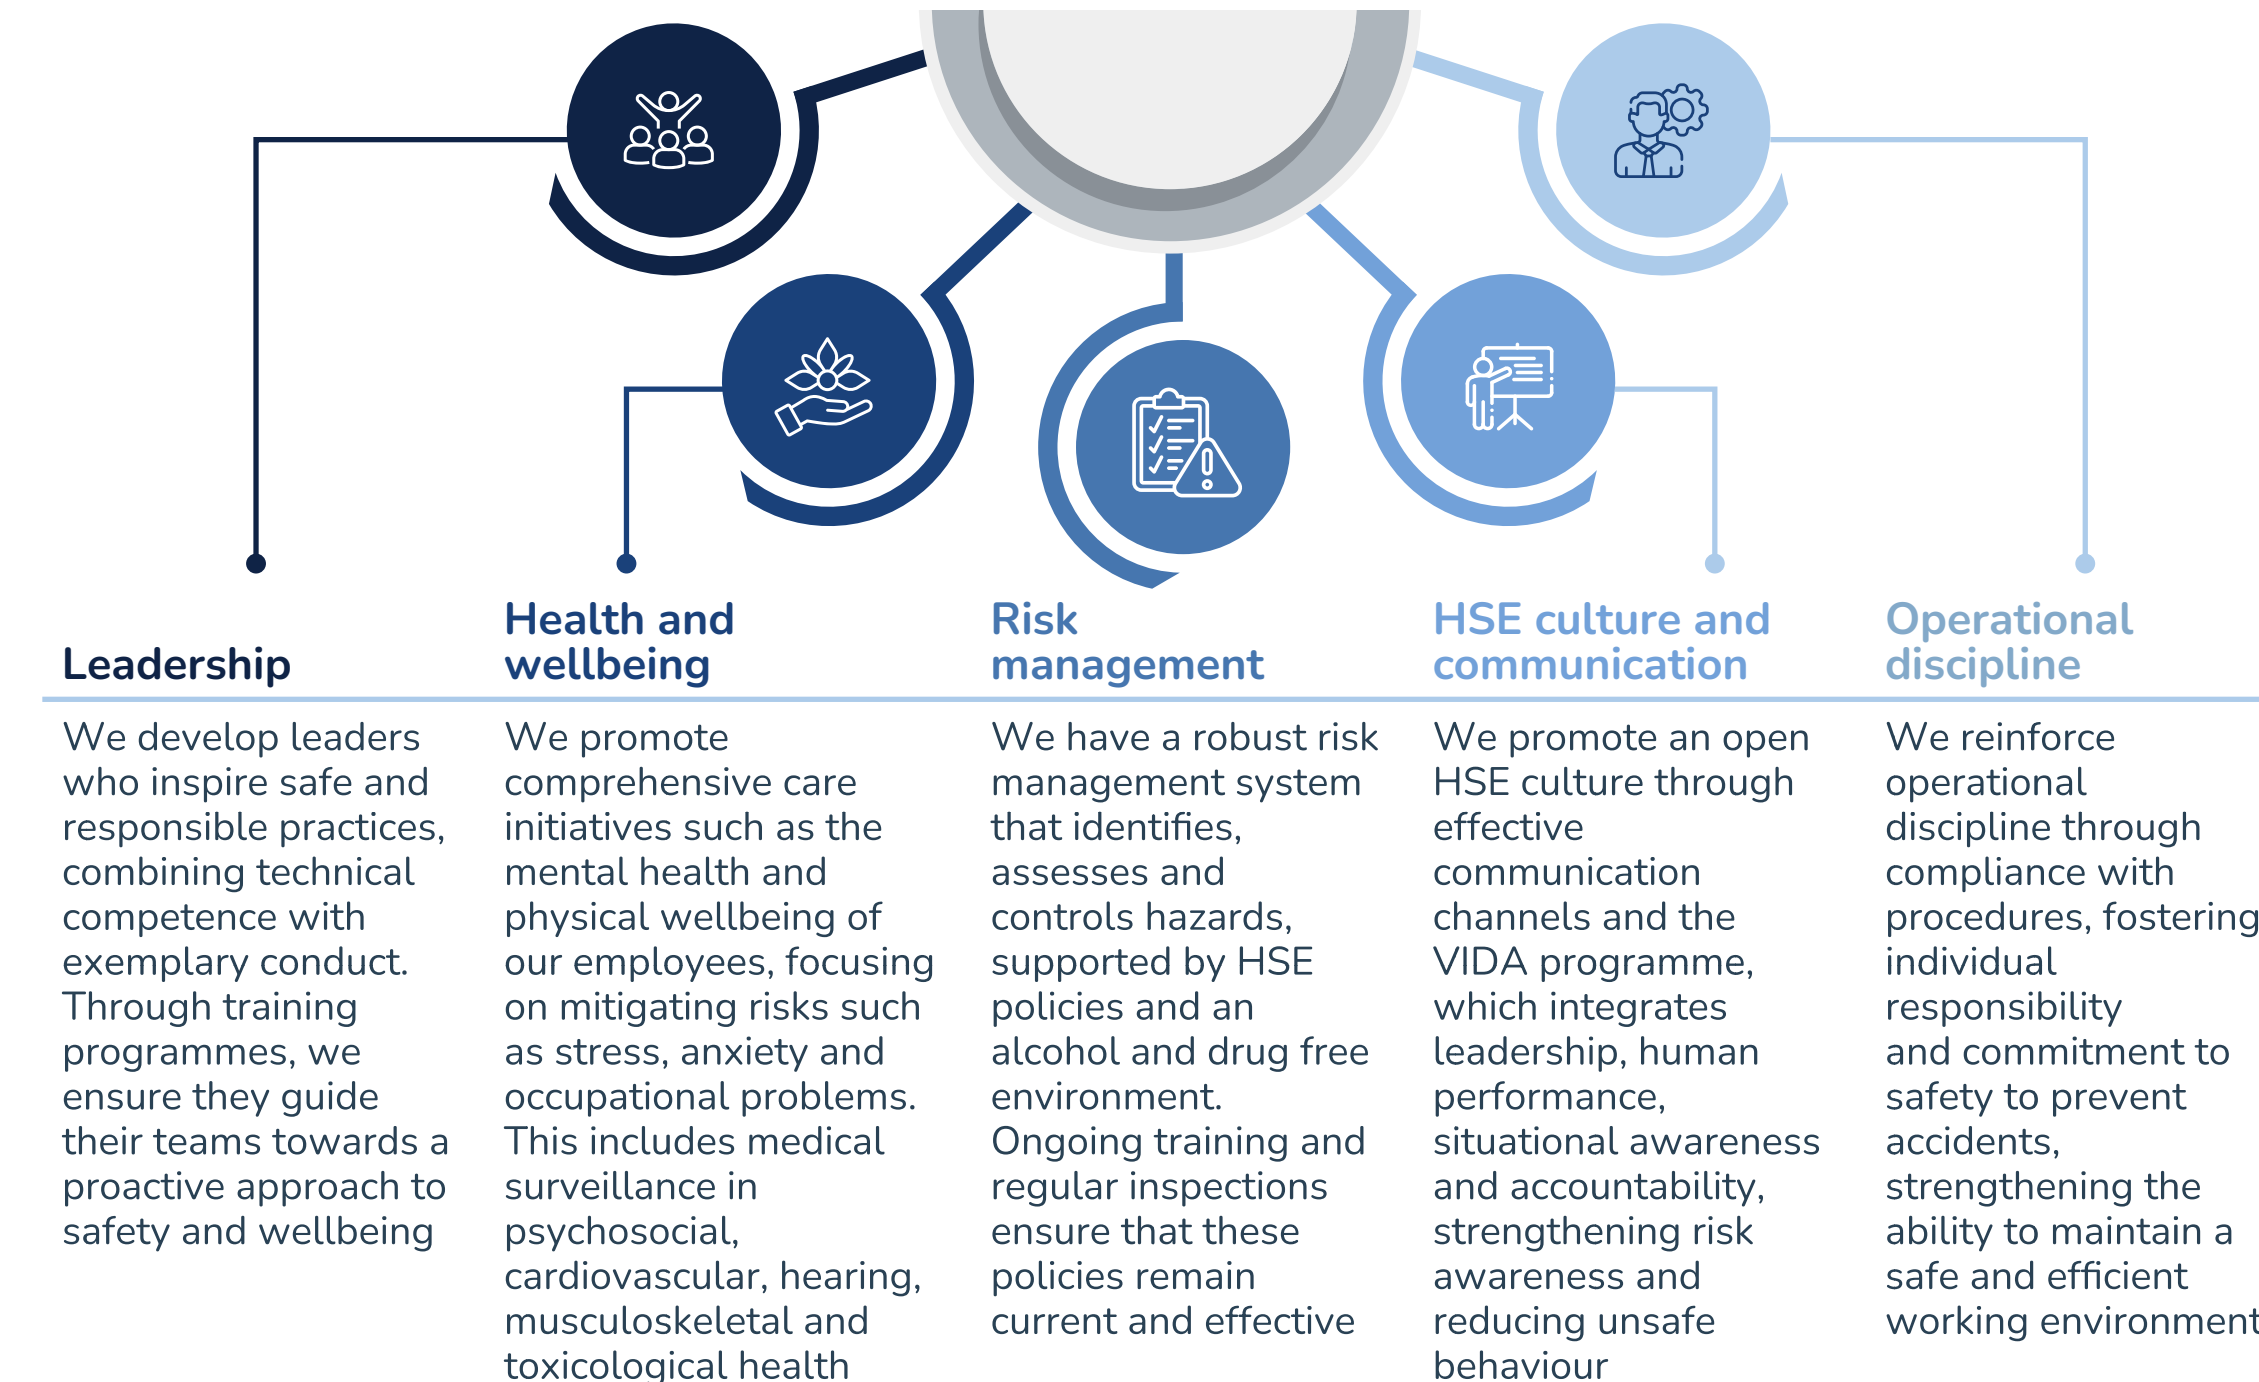 Leadership
We develop leaders
who inspire safe and
responsible practices,
combining technical
competence with
exemplary conduct.
Through training
programmes, we
ensure they guide
their teams towards a
proactive approach to
safety and wellbeing
Health and
wellbeing
We promote
comprehensive care
initiatives such as the
mental health and
physical wellbeing of
our employees, focusing
on mitigating risks such
as stress, anxiety and
occupational problems.
This includes medical
surveillance in
psychosocial,
cardiovascular, hearing,
musculoskeletal and
toxicological health
Risk
management
We have a robust risk
management system
that identifies,
assesses and
controls hazards,
supported by HSE
policies and an
alcohol and drug free
environment.
Ongoing training and
regular inspections
ensure that these
policies remain
current and effective
HSE culture and
communication
We promote an open
HSE culture through
effective
communication
channels and the
VIDA programme,
which integrates
leadership, human
performance,
situational awareness
and accountability,
strengthening risk
awareness and
reducing unsafe
behaviour
Operational
discipline
We reinforce
operational
discipline through
compliance with
procedures, fostering
individual
responsibility
and commitment to
safety to prevent
accidents,
strengthening the
ability to maintain a
safe and efficient
working environment